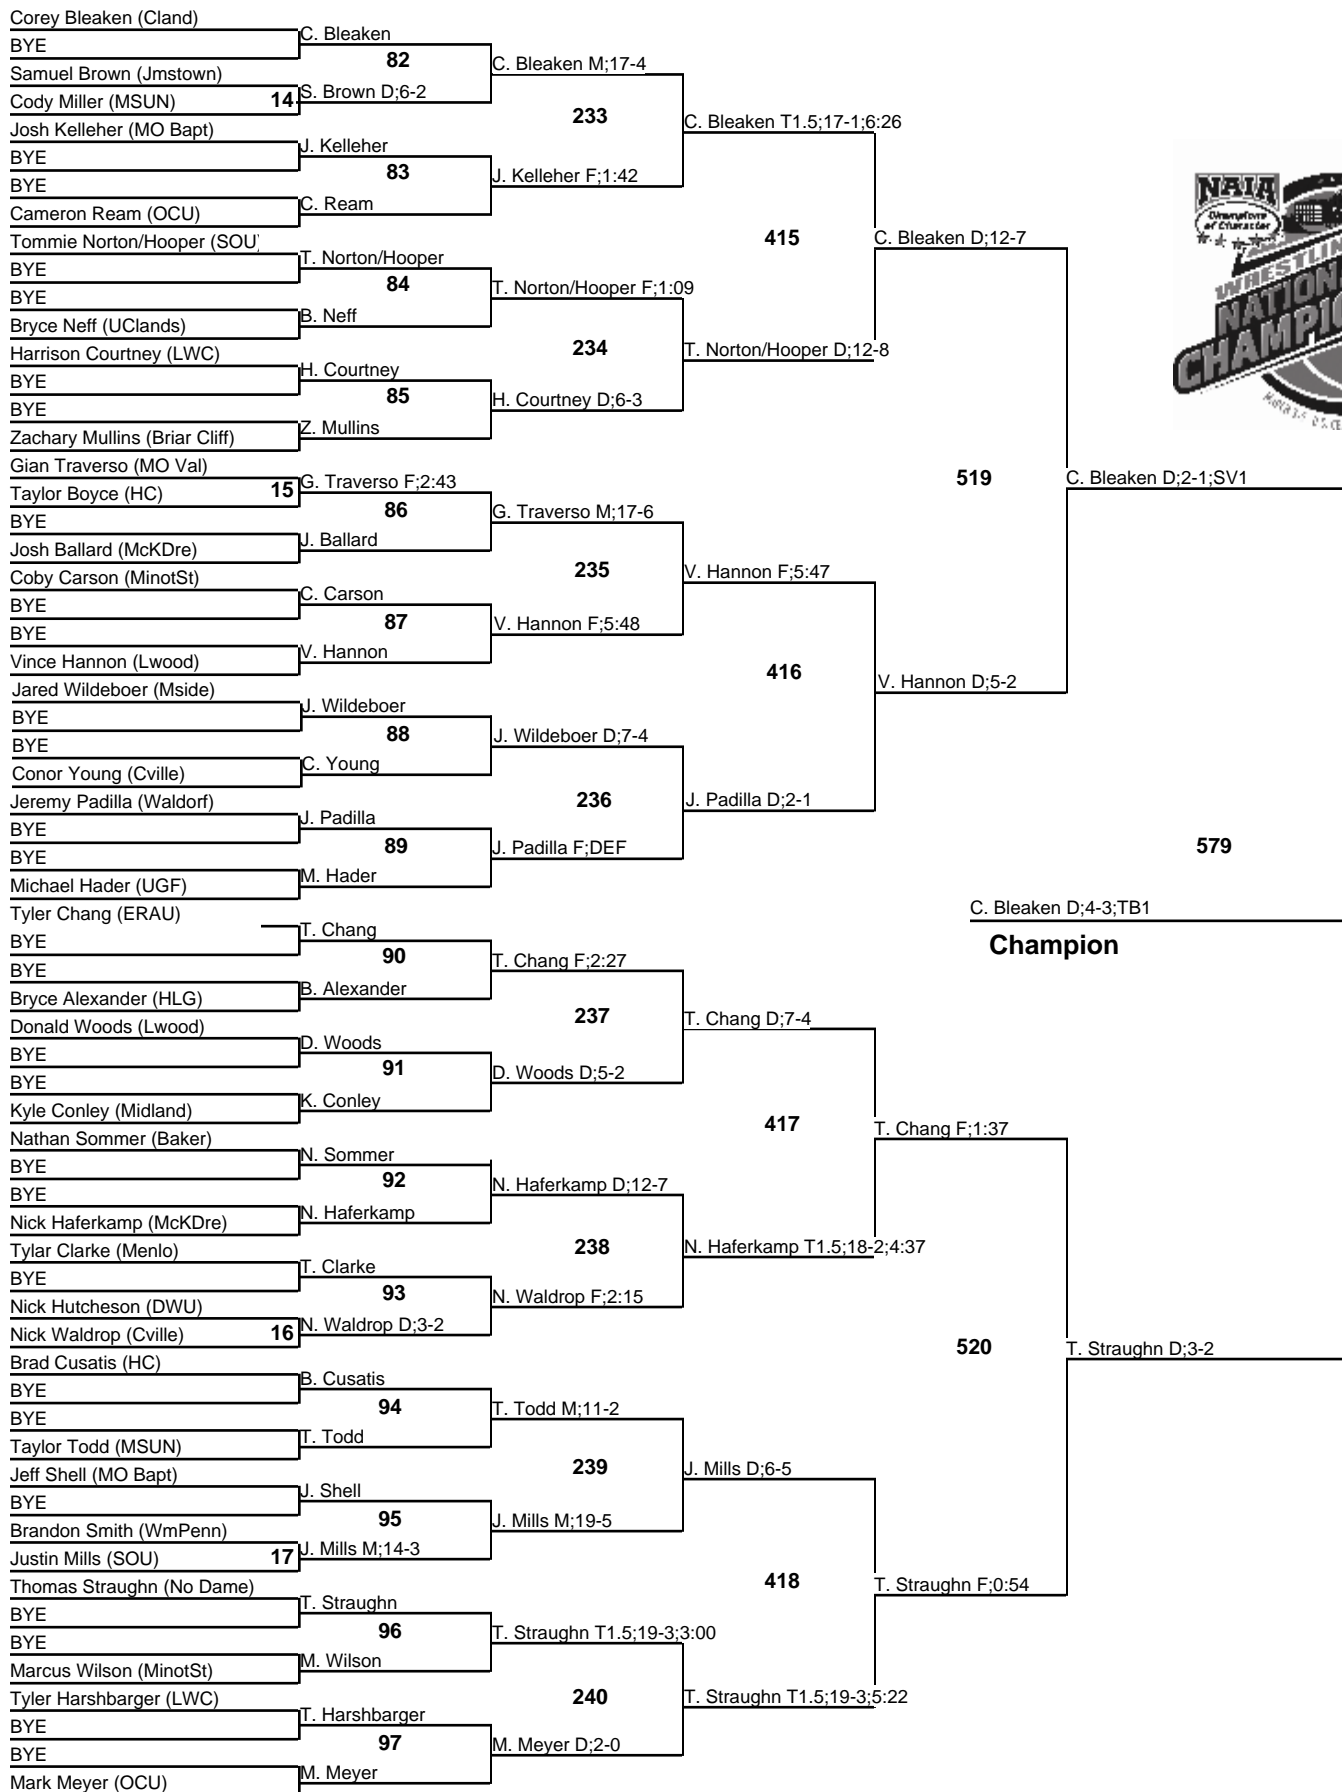 Corey Bleaken (Cland)
C. Bleaken
BYE
82
C. Bleaken M;17-4
Samuel Brown (Jmstown)
S. Brown D;6-2
Cody Miller (MSUN) 14
233
C. Bleaken T1.5;17-1;6:26
Josh Kelleher (MO Bapt)
J. Kelleher
BYE
83
J. Kelleher F;1:42
BYE
C. Ream
Cameron Ream (OCU)
415
C. Bleaken D;12-7
Tommie Norton/Hooper (SOU)
T. Norton/Hooper
BYE
84
T. Norton/Hooper F;1:09
BYE
B. Neff
Bryce Neff (UClands)
234
T. Norton/Hooper D;12-8
Harrison Courtney (LWC)
H. Courtney
BYE
85
H. Courtney D;6-3
BYE
Z. Mullins
Zachary Mullins (Briar Cliff)
519
C. Bleaken D;2-1;SV1
Gian Traverso (MO Val)
G. Traverso F;2:43
Taylor Boyce (HC) 15
86
G. Traverso M;17-6
BYE
J. Ballard
Josh Ballard (McKDre)
235
V. Hannon F;5:47
Coby Carson (MinotSt)
C. Carson
BYE
87
V. Hannon F;5:48
BYE
V. Hannon
Vince Hannon (Lwood)
416
V. Hannon D;5-2
Jared Wildeboer (Mside)
J. Wildeboer
BYE
88
J. Wildeboer D;7-4
BYE
C. Young
Conor Young (Cville)
236
J. Padilla D;2-1
Jeremy Padilla (Waldorf)
J. Padilla
BYE
89
J. Padilla F;DEF
BYE
M. Hader
Michael Hader (UGF)
579
C. Bleaken D;4-3;TB1
Champion
Tyler Chang (ERAU)
T. Chang
BYE
90
T. Chang F;2:27
BYE
B. Alexander
Bryce Alexander (HLG)
237
T. Chang D;7-4
Donald Woods (Lwood)
D. Woods
BYE
91
D. Woods D;5-2
BYE
K. Conley
Kyle Conley (Midland)
417
T. Chang F;1:37
Nathan Sommer (Baker)
N. Sommer
BYE
92
N. Haferkamp D;12-7
BYE
N. Haferkamp
Nick Haferkamp (McKDre)
238
N. Haferkamp T1.5;18-2;4:37
Tylar Clarke (Menlo)
T. Clarke
BYE
93
N. Waldrop F;2:15
Nick Hutcheson (DWU)
N. Waldrop D;3-2
Nick Waldrop (Cville) 16
520
T. Straughn D;3-2
Brad Cusatis (HC)
B. Cusatis
BYE
94
T. Todd M;11-2
BYE
T. Todd
Taylor Todd (MSUN)
239
J. Mills D;6-5
Jeff Shell (MO Bapt)
J. Shell
BYE
95
J. Mills M;19-5
Brandon Smith (WmPenn)
J. Mills M;14-3
Justin Mills (SOU) 17
418
T. Straughn F;0:54
Thomas Straughn (No Dame)
T. Straughn
BYE
96
T. Straughn T1.5;19-3;3:00
BYE
M. Wilson
Marcus Wilson (MinotSt)
240
T. Straughn T1.5;19-3;5:22
Tyler Harshbarger (LWC)
T. Harshbarger
BYE
97
M. Meyer D;2-0
BYE
M. Meyer
Mark Meyer (OCU)
NAIA
Champions
of Character